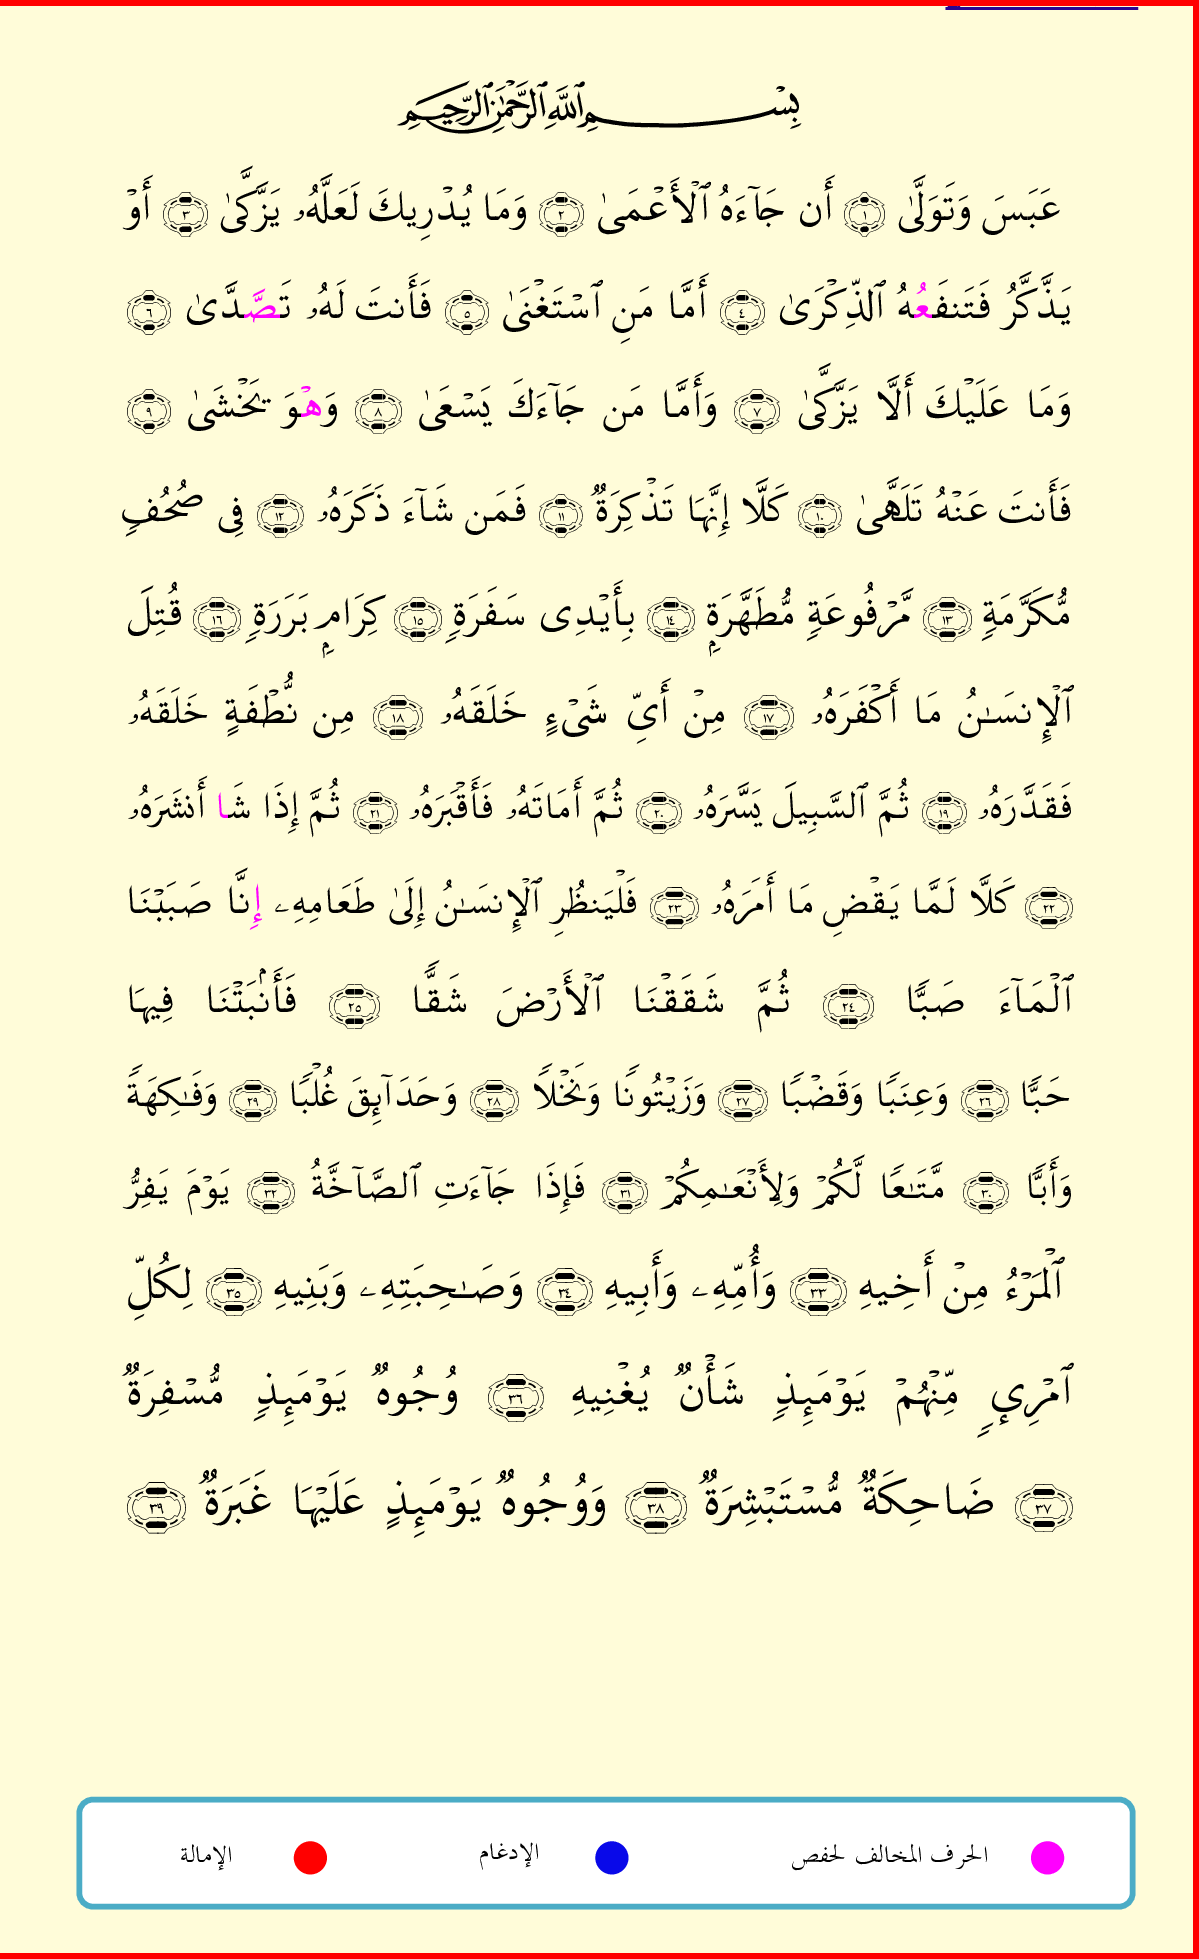 بِسْمِ ٱللَّهِ ٱلرَّحْمَٰنِ ٱلرَّحِيمِ
عَبَسَ وَتَوَلَّىٰ ١ أَن جَآءَهُ ٱلْأَعْمَىٰ ٢ وَمَا يُدْرِيكَ لَعَلَّهُۥ يَزَّكَّىٰ ٣ أَوْ
يَذَّكَّرُ فَتَنفَعُهُ ٱلذِّكْرَىٰ ٤ أَمَّا مَنِ ٱسْتَغْنَىٰ ٥ فَأَنتَ لَهُۥ تَصَّدَّىٰ ٦
وَمَا عَلَيْكَ أَلَّا يَزَّكَّىٰ ٧ وَأَمَّا مَن جَآءَكَ يَسْعَىٰ ٨ وَهْوَ يَخْشَىٰ ٩
فَأَنتَ عَنْهُ تَلَهَّىٰ ١٠ كَلَّا إِنَّهَا تَذْكِرَةٌ ١١ فَمَن شَآءَ ذَكَرَهُۥ ١٢ فِى صُحُفٍ
مُّكَرَّمَةٍ ١٣ مَّرْفُوعَةٍ مُّطَهَّرَةٍۭ ١٤ بِأَيْدِى سَفَرَةٍ ١٥ كِرَامٍۭ بَرَرَةٍ ١٦ قُتِلَ
ٱلْإِنسَـٰنُ مَا أَكْفَرَهُۥ ١٧ مِنْ أَىِّ شَىْءٍ خَلَقَهُۥ ١٨ مِن نُّطْفَةٍ خَلَقَهُۥ
فَقَدَّرَهُۥ ١٩ ثُمَّ ٱلسَّبِيلَ يَسَّرَهُۥ ٢٠ ثُمَّ أَمَاتَهُۥ فَأَقْبَرَهُۥ ٢١ ثُمَّ إِذَا شَا أَنشَرَهُۥ
٢٢ كَلَّا لَمَّا يَقْضِ مَا أَمَرَهُۥ ٢٣ فَلْيَنظُرِ ٱلْإِنسَـٰنُ إِلَىٰ طَعَامِهِۦ إِنَّا صَبَبْنَا
ٱلْمَآءَ صَبًّا ٢٤ ثُمَّ شَقَقْنَا ٱلْأَرْضَ شَقًّا ٢٥ فَأَنۢبَتْنَا فِيهَا
حَبًّا ٢٦ وَعِنَبًا وَقَضْبًا ٢٧ وَزَيْتُونًا وَنَخْلًا ٢٨ وَحَدَآئِقَ غُلْبًا ٢٩ وَفَـٰكِهَةً
وَأَبًّا ٣٠ مَّتَـٰعًا لَّكُمْ وَلِأَنْعَـٰمِكُمْ ٣١ فَإِذَا جَآءَتِ ٱلصَّآخَّةُ ٣٢ يَوْمَ يَفِرُّ
ٱلْمَرْءُ مِنْ أَخِيهِ ٣٣ وَأُمِّهِۦ وَأَبِيهِ ٣٤ وَصَـٰحِبَتِهِۦ وَبَنِيهِ ٣٥ لِكُلِّ
ٱمْرِئٍ مِّنْهُمْ يَوْمَئِذٍ شَأْنٌ يُغْنِيهِ ٣٦ وُجُوهٌ يَوْمَئِذٍ مُّسْفِرَةٌ
٣٧ ضَاحِكَةٌ مُّسْتَبْشِرَةٌ ٣٨ وَوُجُوهٌ يَوْمَئِذٍ عَلَيْهَا غَبَرَةٌ ٣٩
الحرف المخالف لحفص الإدغام الإمالة